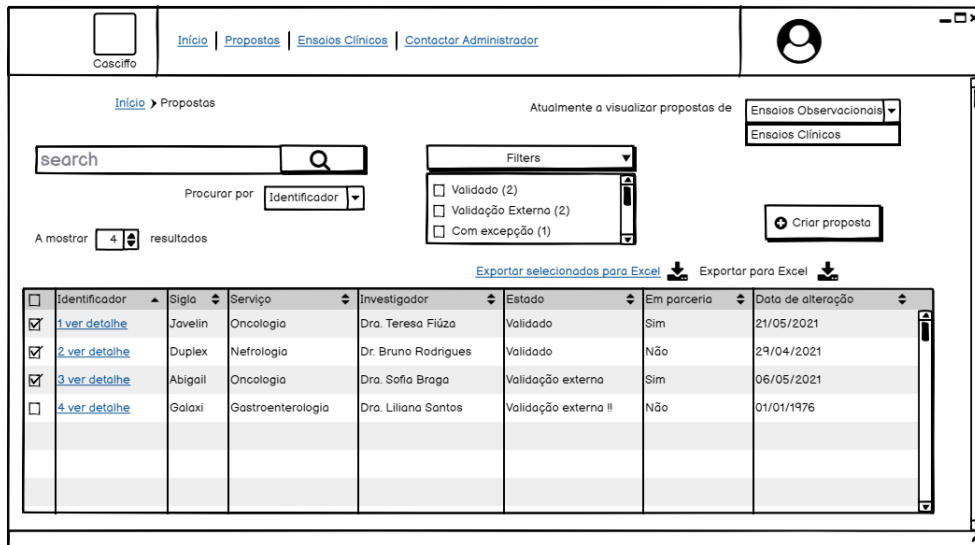 Casciffo
Início Propostas Ensaios Clínicos Contactar Administrador
Início Propostas
Atualmente a visualizar propostas de
Ensaios Observacionais
Ensaios Clínicos
search
Filters
Procurar por Identificador
Validado (2)
Validação Externa (2)
Com excepção (1)
Criar proposta
A mostrar 4 resultados
Exportar selecionados para Excel Exportar para Excel
Identificador Sigla Serviço Investigador Estado Em parceria Data de alteração
1 ver detalhe Javelin Oncologia Dra. Teresa Fiúza Validado Sim 21/05/2021
2 ver detalhe Duplex Nefrologia Dr. Bruno Rodrigues Validado Não 29/04/2021
3 ver detalhe Abigail Oncologia Dra. Sofia Braga Validação externa Sim 06/05/2021
4 ver detalhe Galaxi Gastroenterologia Dra. Liliana Santos Validação externa !! Não 01/01/1976